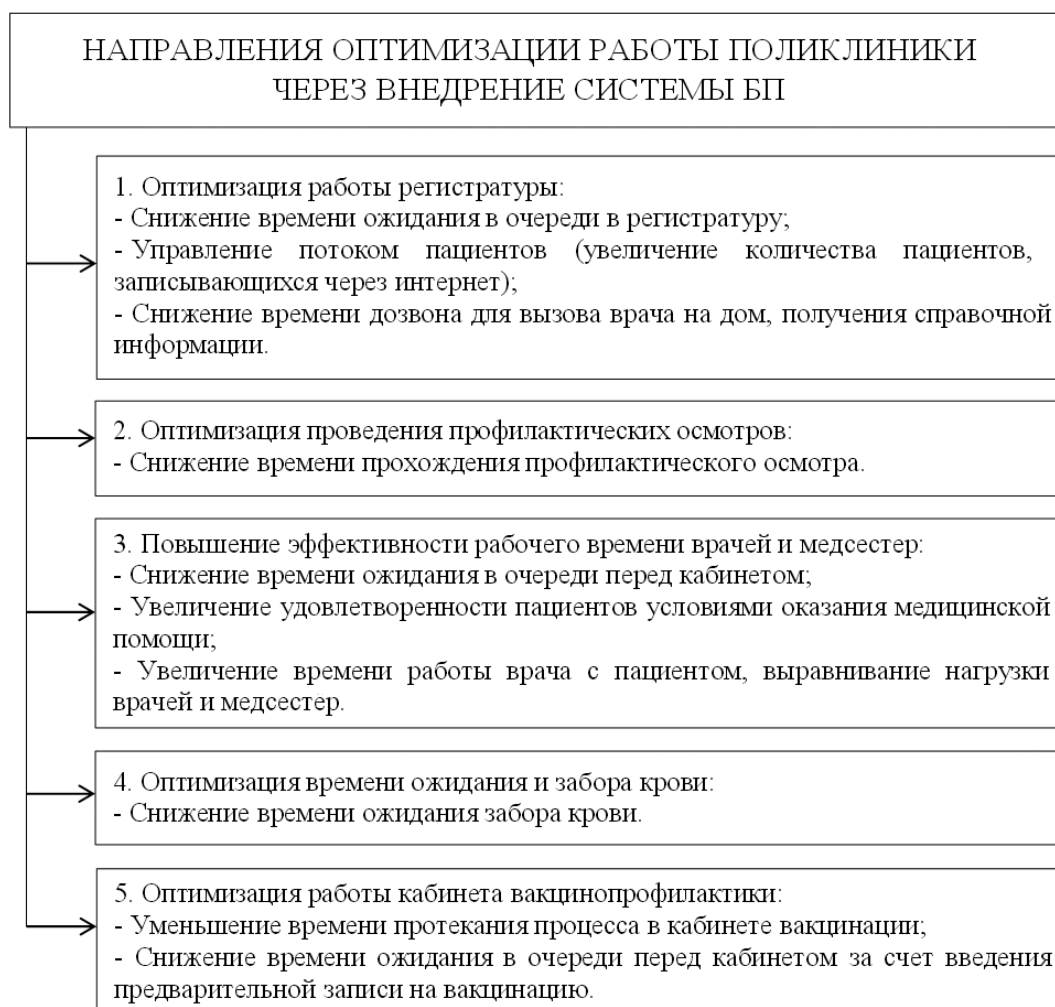 НАПРАВЛЕНИЯ ОПТИМИЗАЦИИ РАБОТЫ ПОЛИКЛИНИКИ
ЧЕРЕЗ ВНЕДРЕНИЕ СИСТЕМЫ БП
1. Оптимизация работы регистратуры:
- Снижение времени ожидания в очереди в регистратуру;
- Управление потоком пациентов (увеличение количества пациентов,
записывающихся через интернет);
- Снижение времени дозвона для вызова врача на дом, получения справочной
информации.
2. Оптимизация проведения профилактических осмотров:
- Снижение времени прохождения профилактического осмотра.
3. Повышение эффективности рабочего времени врачей и медсестер:
- Снижение времени ожидания в очереди перед кабинетом;
- Увеличение удовлетворенности пациентов условиями оказания медицинской
помощи;
- Увеличение времени работы врача с пациентом, выравнивание нагрузки
врачей и медсестер.
4. Оптимизация времени ожидания и забора крови:
- Снижение времени ожидания забора крови.
5. Оптимизация работы кабинета вакцинопрофилактики:
- Уменьшение времени протекания процесса в кабинете вакцинации;
- Снижение времени ожидания в очереди перед кабинетом за счет введения
предварительной записи на вакцинацию.